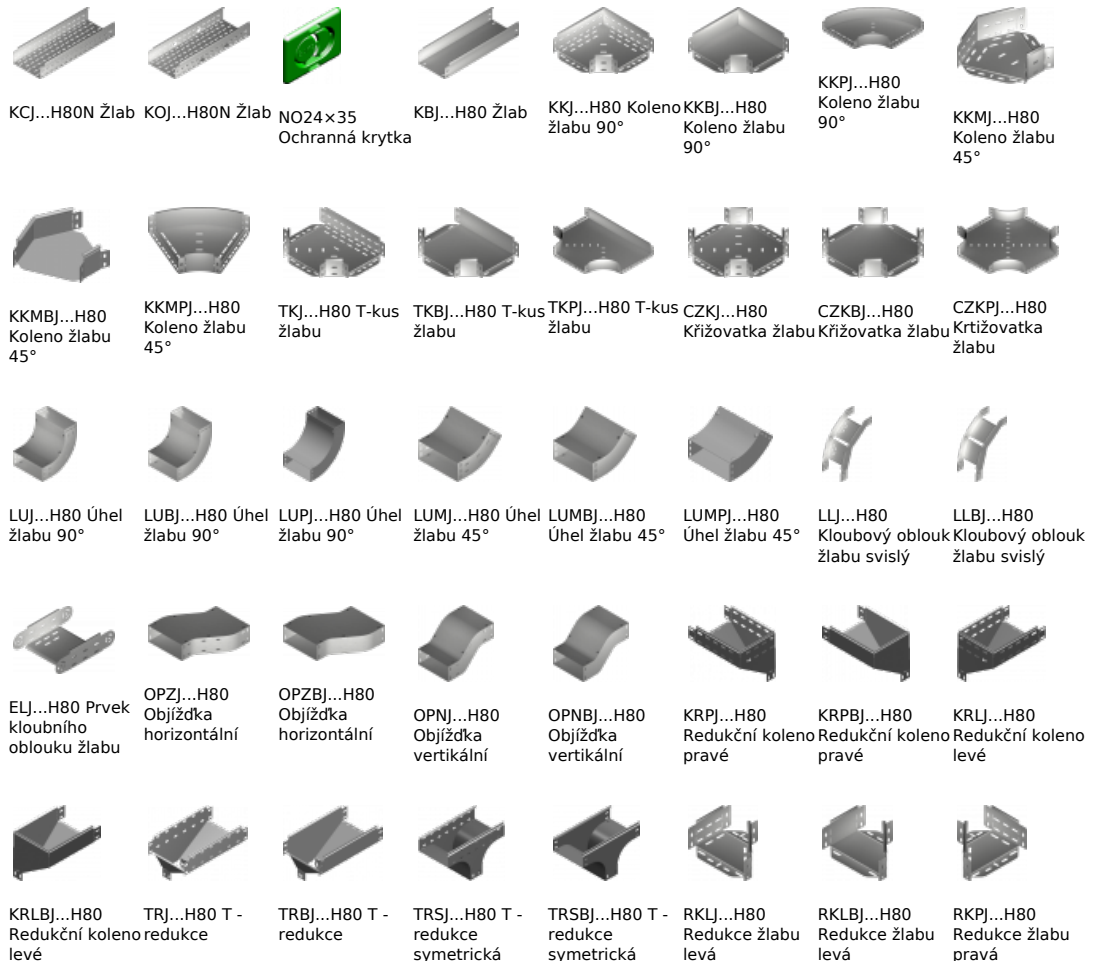 KCJ...H80N Žlab
KOJ...H80N Žlab
NO24×35
Ochranná krytka
KBJ...H80 Žlab
KKJ...H80 Koleno
žlabu 90°
KKBJ...H80
Koleno žlabu
90°
KKPJ...H80
Koleno žlabu
90°
KKMJ...H80
Koleno žlabu
45°
KKMBJ...H80
Koleno žlabu
45°
KKMPJ...H80
Koleno žlabu
45°
TKJ...H80 T-kus
žlabu
TKBJ...H80 T-kus
žlabu
TKPJ...H80 T-kus
žlabu
CZKJ...H80
Křižovatka žlabu
CZKBJ...H80
Křižovatka žlabu
CZKPJ...H80
Krtižovatka
žlabu
LUJ...H80 Úhel
žlabu 90°
LUBJ...H80 Úhel
žlabu 90°
LUPJ...H80 Úhel
žlabu 90°
LUMJ...H80 Úhel
žlabu 45°
LUMBJ...H80
Úhel žlabu 45°
LUMPJ...H80
Úhel žlabu 45°
LLJ...H80
Kloubový oblouk
žlabu svislý
LLBJ...H80
Kloubový oblouk
žlabu svislý
ELJ...H80 Prvek
kloubního
oblouku žlabu
OPZJ...H80
Objížďka
horizontální
OPZBJ...H80
Objížďka
horizontální
OPNJ...H80
Objížďka
vertikální
OPNBJ...H80
Objížďka
vertikální
KRPJ...H80
Redukční koleno
pravé
KRPBJ...H80
Redukční koleno
pravé
KRLJ...H80
Redukční koleno
levé
KRLBJ...H80
Redukční koleno
levé
TRJ...H80 T -
redukce
TRBJ...H80 T -
redukce
TRSJ...H80 T -
redukce
symetrická
TRSBJ...H80 T -
redukce
symetrická
RKLJ...H80
Redukce žlabu
levá
RKLBJ...H80
Redukce žlabu
levá
RKPJ...H80
Redukce žlabu
pravá